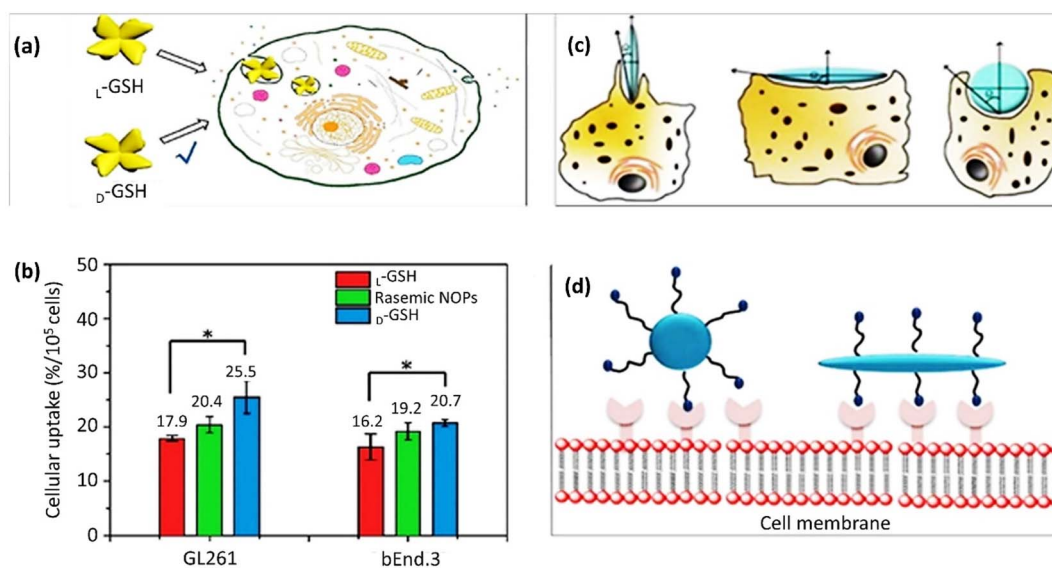 (a)
L-GSH
D-GSH
(b)
Cellular uptake (%/10⁵ cells)
50
40
30
20
10
0
L-GSH
Rasemic NOPs
D-GSH
*
*
17.9
20.4
25.5
16.2
19.2
20.7
GL261
bEnd.3
(c)
(d)
Cell membrane